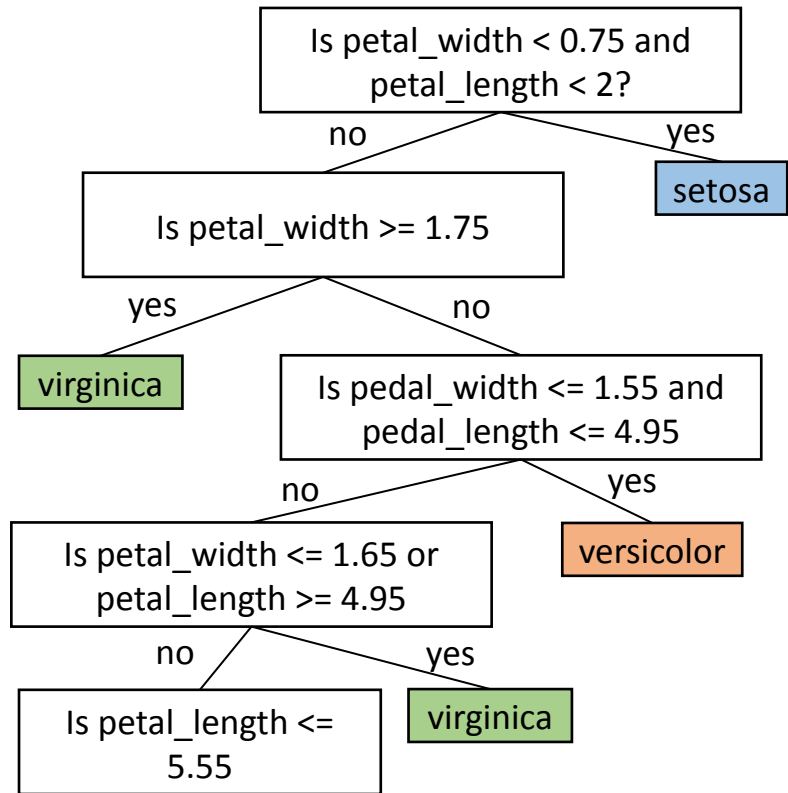 Is petal_width < 0.75 and
petal_length < 2?
no
yes
setosa
Is petal_width >= 1.75
yes
no
virginica
Is pedal_width <= 1.55 and
pedal_length <= 4.95
no
yes
versicolor
Is petal_width <= 1.65 or
petal_length >= 4.95
no
yes
virginica
Is petal_length <=
5.55